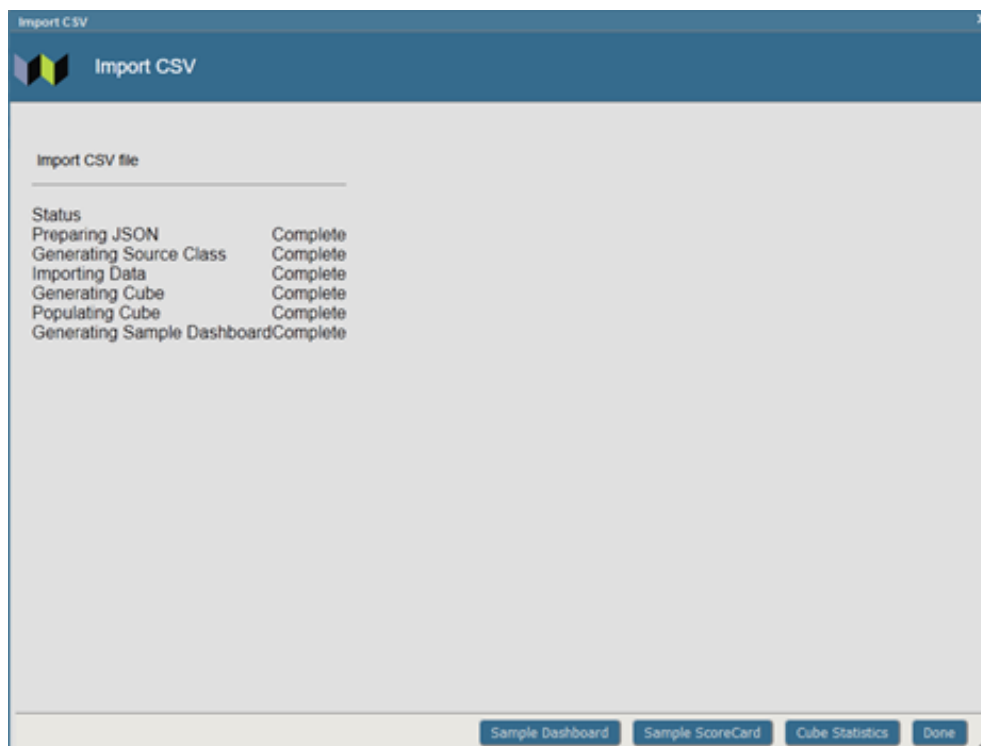 Import CSV
Import CSV
Import CSV file
Status
Preparing JSON Complete
Generating Source Class Complete
Importing Data Complete
Generating Cube Complete
Populating Cube Complete
Generating Sample DashboardComplete
Sample Dashboard Sample ScoreCard Cube Statistics Done